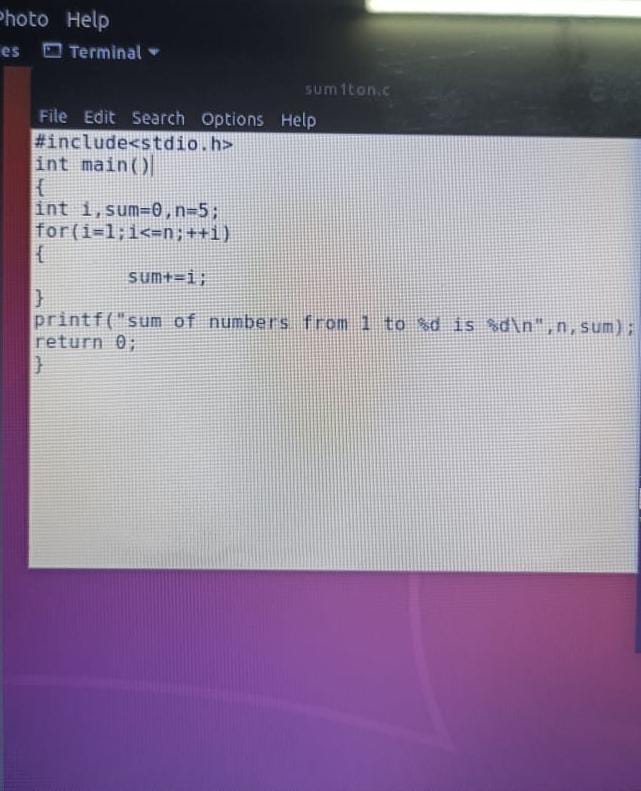 Photo Help
es Terminal
sum1ton.c
File Edit Search Options Help
#include<stdio.h>
int main()
{
int i,sum=0,n=5;
for(i=1;i<=n;++i)
{
sum+=i;
}
printf("sum of numbers from 1 to %d is %d\n",n,sum);
return 0;
}